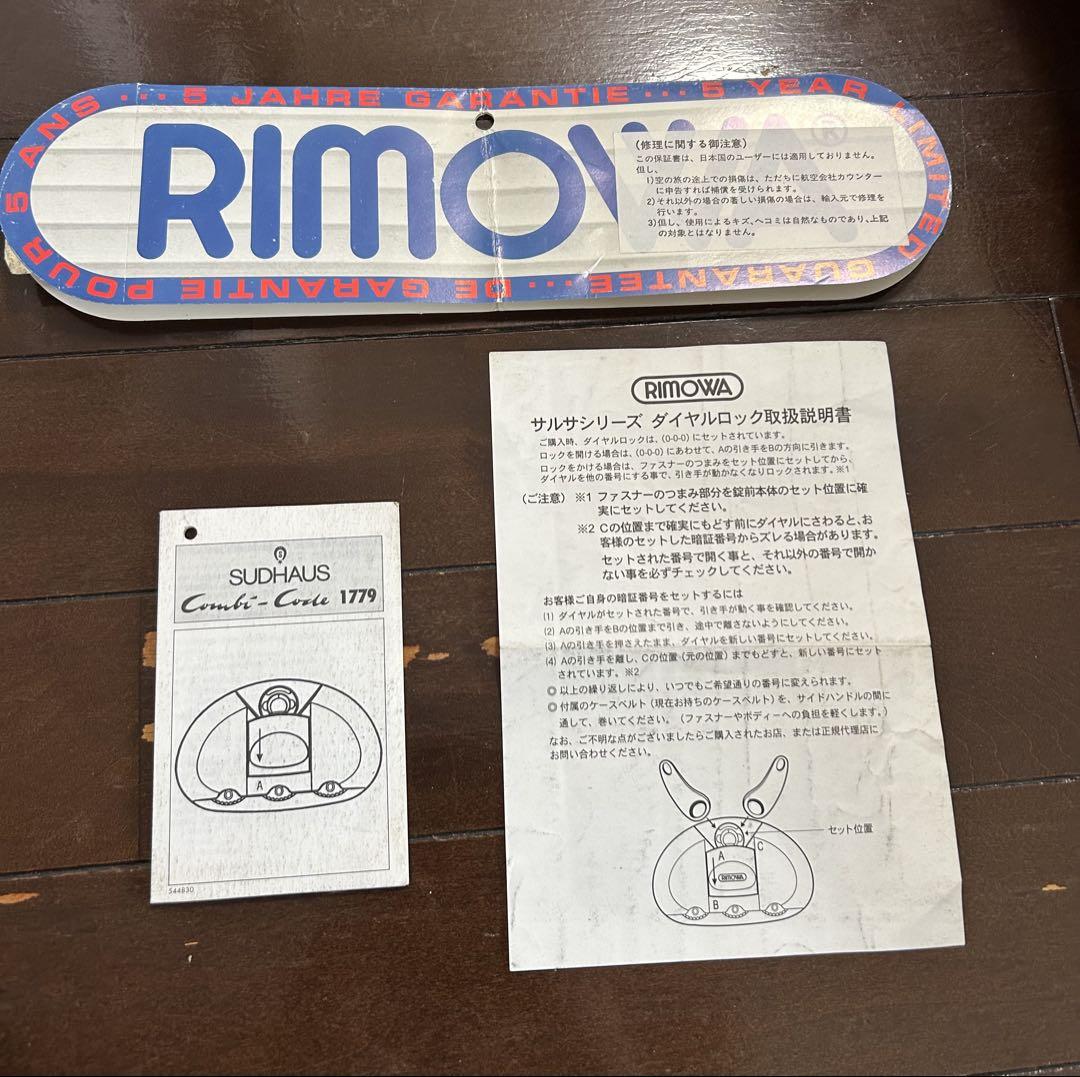 5 ANS ... 5 JAHRE GARANTIE ... 5 YEAR LIMITED GUARANTEE ... DE GARANTIE POUR
RIMOWA®
(修理に関する御注意)
この保証書は、日本国のユーザーには適用しておりません。
但し、
1)空の旅の途上での損傷は、ただちに航空会社カウンター
に申告すれば補償を受けられます。
2)それ以外の場合の著しい損傷の場合は、輸入元で修理を
行います。
3)但し、使用によるキズ、ヘコミは自然なものであり、上記
の対象とはなりません。
RIMOWA
サルサシリーズ ダイヤルロック取扱説明書
ご購入時、ダイヤルロックは、(0-0-0)にセットされています。
ロックを開ける場合は、(0-0-0)にあわせて、Aの引き手をBの方向に引きます。
ロックをかける場合は、ファスナーのつまみをセット位置にセットしてから、
ダイヤルを他の番号にする事で、引き手が動かなくなりロックされます。※1
(ご注意) ※1 ファスナーのつまみ部分を錠前本体のセット位置に確
実にセットしてください。
※2 Cの位置まで確実にもどす前にダイヤルにさわると、お
客様のセットした暗証番号からズレる場合があります。
セットされた番号で開く事と、それ以外の番号で開か
ない事を必ずチェックしてください。
お客様ご自身の暗証番号をセットするには
(1) ダイヤルがセットされた番号で、引き手が動く事を確認してください。
(2) Aの引き手をBの位置まで引き、途中で離さないようにしてください。
(3) Aの引き手を押さえたまま、ダイヤルを新しい番号にセットしてください。
(4) Aの引き手を離し、Cの位置(元の位置)までもどすと、新しい番号にセット
されています。※2
◎ 以上の繰り返しにより、いつでもご希望通りの番号に変えられます。
◎ 付属のケースベルト(現在お持ちのケースベルト)を、サイドハンドルの間に
通して、巻いてください。(ファスナーやボディーへの負担を軽くします。)
なお、ご不明な点がございましたらご購入されたお店、または正規代理店に
お問い合わせください。
セット位置
A
C
RIMOWA
B
SUDHAUS
Combi-Code 1779
A
544830